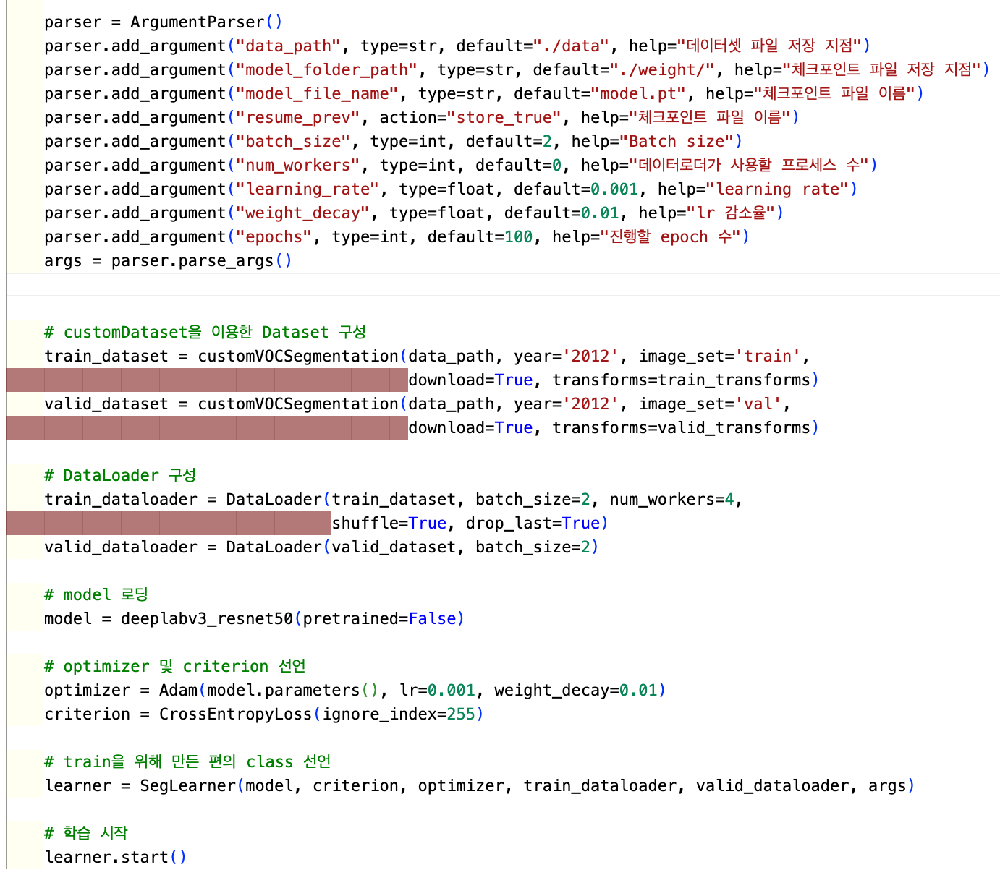 parser = ArgumentParser()
parser.add_argument("data_path", type=str, default="./data", help="데이터셋 파일 저장 지점")
parser.add_argument("model_folder_path", type=str, default="./weight/", help="체크포인트 파일 저장 지점")
parser.add_argument("model_file_name", type=str, default="model.pt", help="체크포인트 파일 이름")
parser.add_argument("resume_prev", action="store_true", help="체크포인트 파일 이름")
parser.add_argument("batch_size", type=int, default=2, help="Batch size")
parser.add_argument("num_workers", type=int, default=0, help="데이터로더가 사용할 프로세스 수")
parser.add_argument("learning_rate", type=float, default=0.001, help="learning rate")
parser.add_argument("weight_decay", type=float, default=0.01, help="lr 감소율")
parser.add_argument("epochs", type=int, default=100, help="진행할 epoch 수")
args = parser.parse_args()
# customDataset을 이용한 Dataset 구성
train_dataset = customVOCSegmentation(data_path, year='2012', image_set='train',
download=True, transforms=train_transforms)
valid_dataset = customVOCSegmentation(data_path, year='2012', image_set='val',
download=True, transforms=valid_transforms)
# DataLoader 구성
train_dataloader = DataLoader(train_dataset, batch_size=2, num_workers=4,
shuffle=True, drop_last=True)
valid_dataloader = DataLoader(valid_dataset, batch_size=2)
# model 로딩
model = deeplabv3_resnet50(pretrained=False)
# optimizer 및 criterion 선언
optimizer = Adam(model.parameters(), lr=0.001, weight_decay=0.01)
criterion = CrossEntropyLoss(ignore_index=255)
# train을 위해 만든 편의 class 선언
learner = SegLearner(model, criterion, optimizer, train_dataloader, valid_dataloader, args)
# 학습 시작
learner.start()